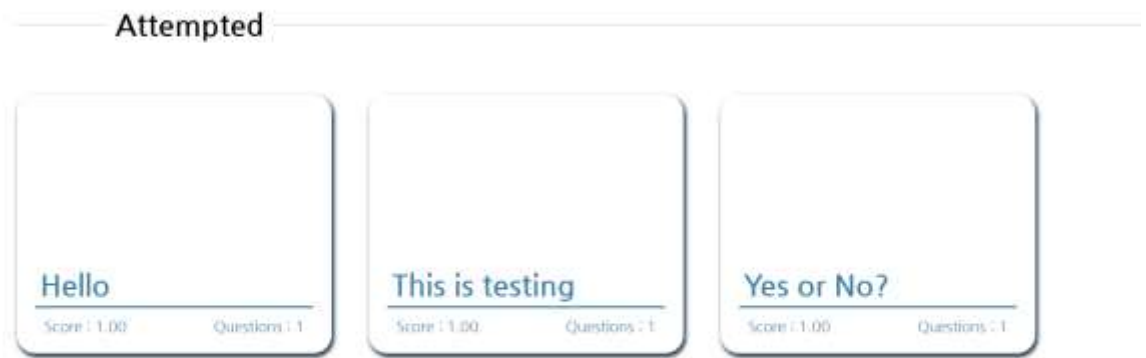 Attempted
Hello
Score : 1.00 Questions : 1
This is testing
Score : 1.00 Questions : 1
Yes or No?
Score : 1.00 Questions : 1